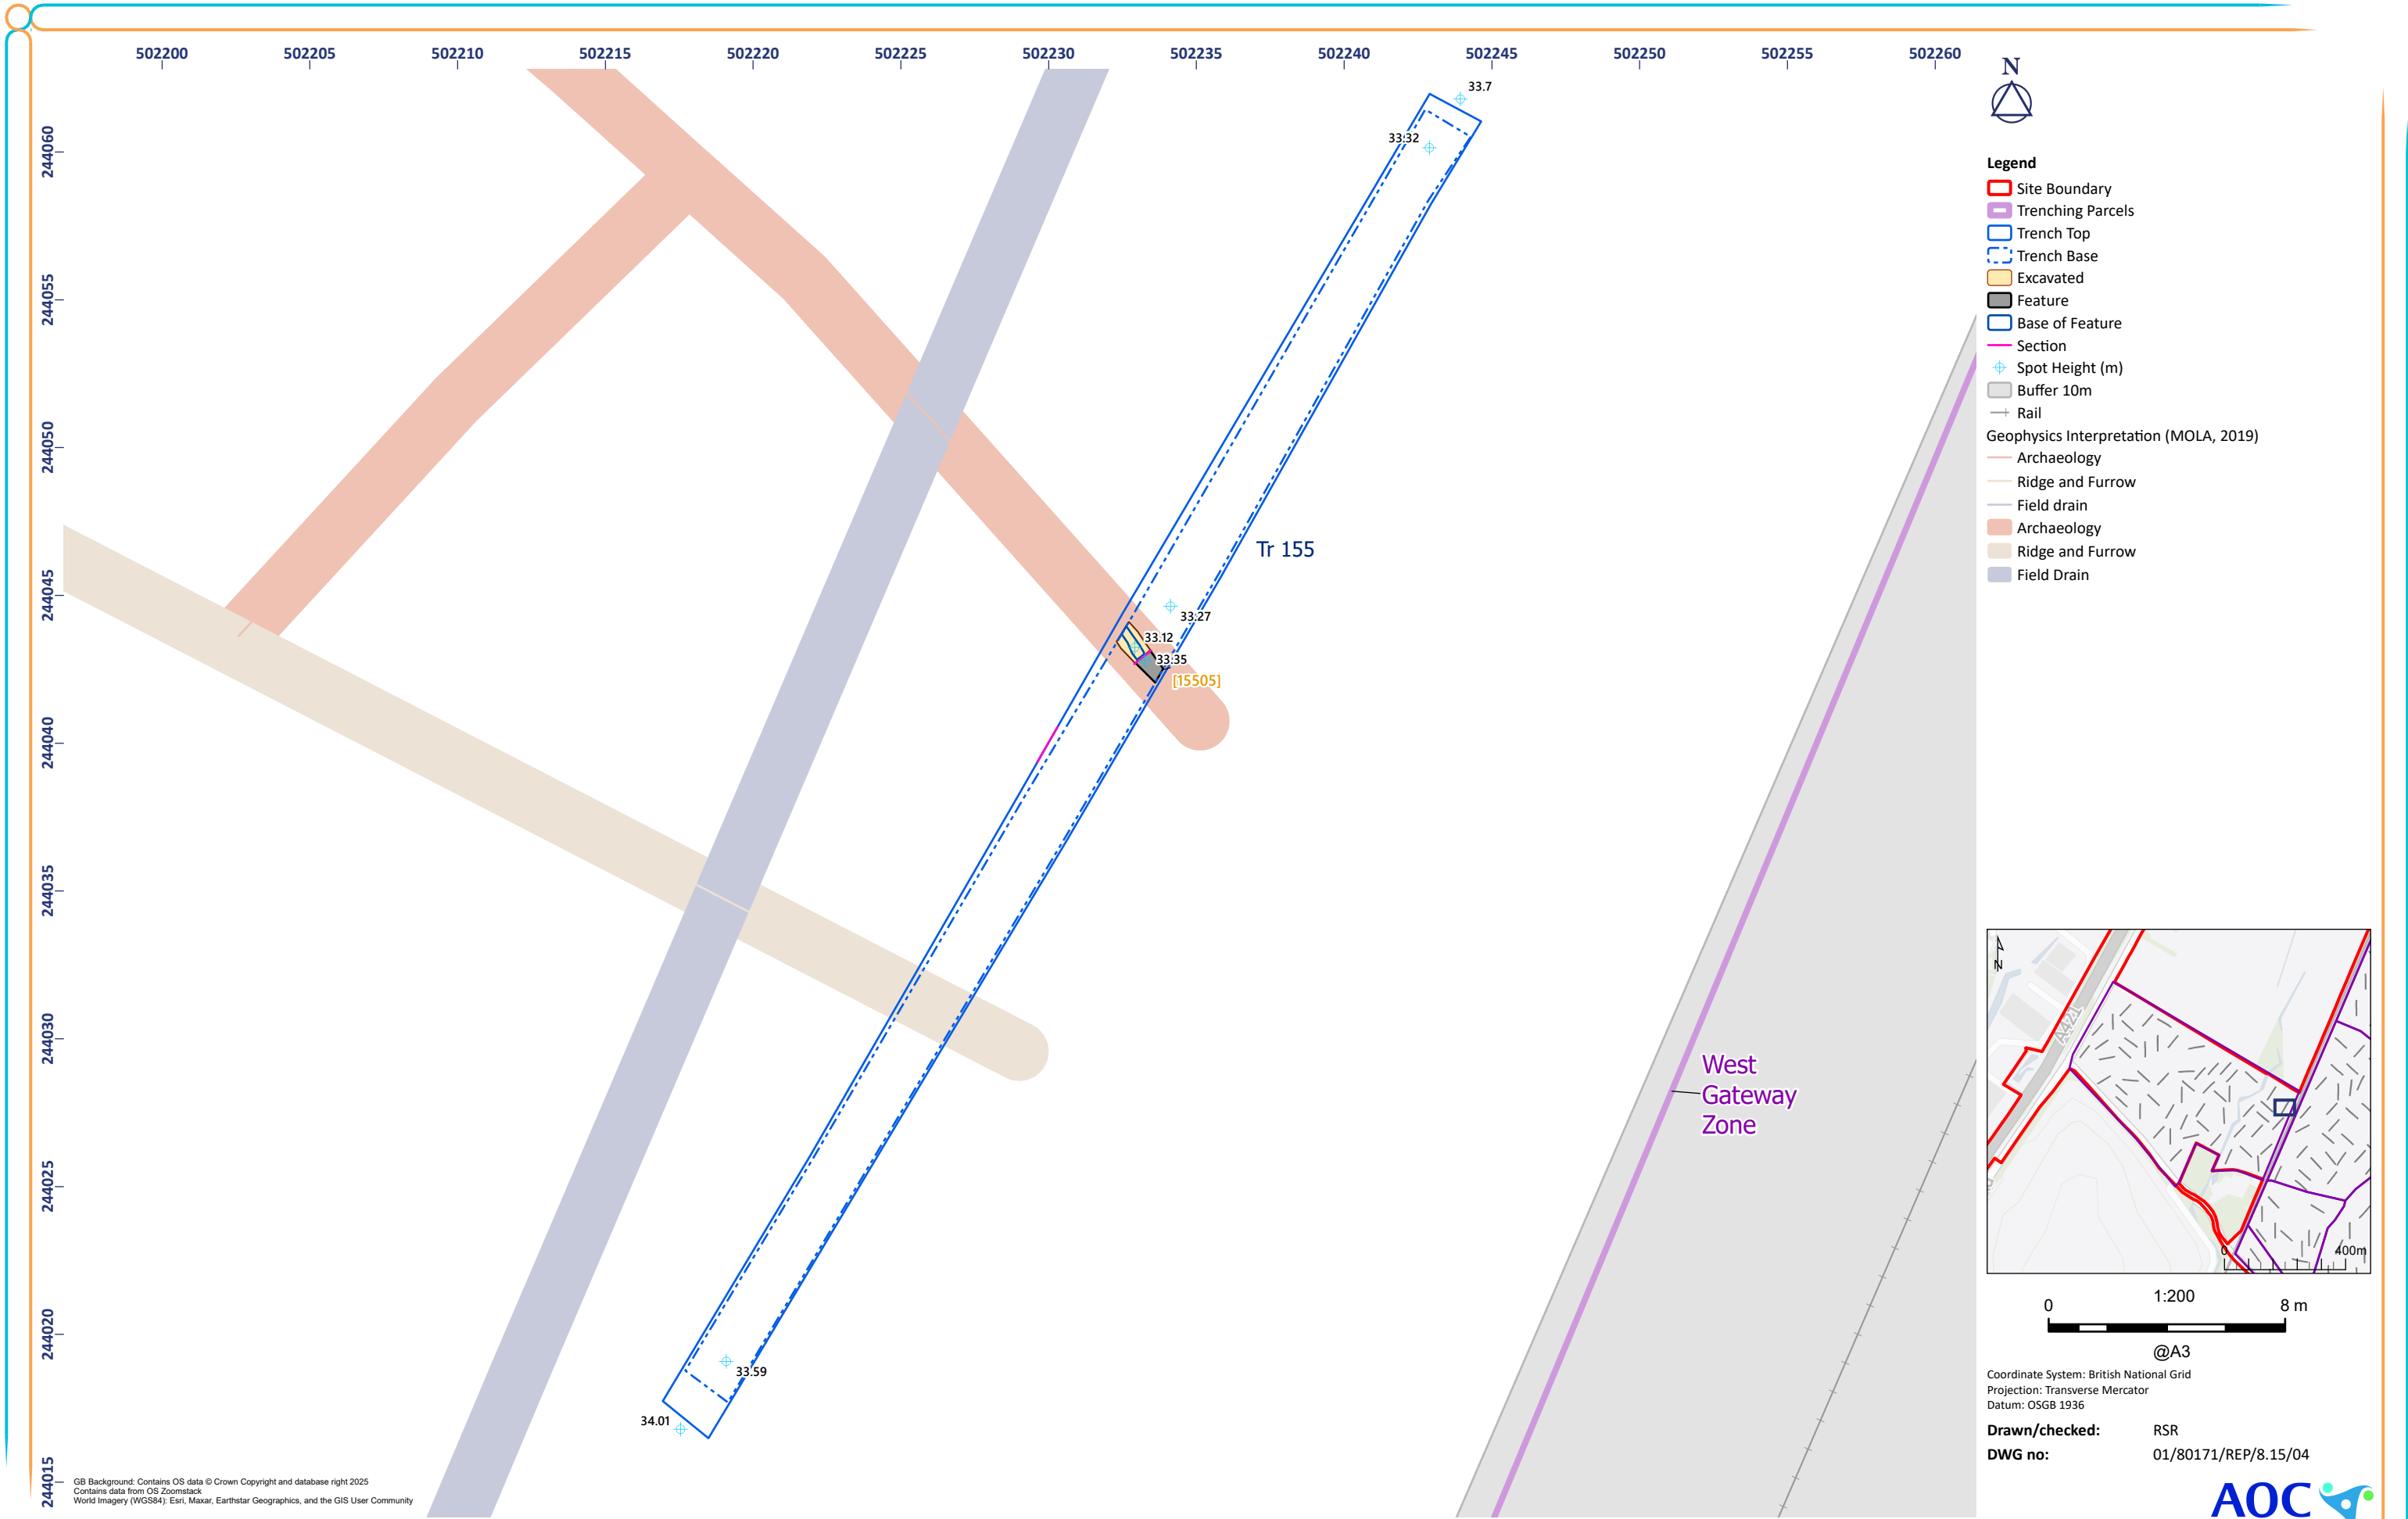 502200 502205 502210 502215 502220 502225 502230 502235 502240 502245 502250 502255 502260
244060
244055
244050
244045
244040
244035
244030
244025
244020
244015
33.7
33.32
Tr 155
33.27
33.12
33.35
[15505]
33.59
34.01
West
Gateway
Zone
GB Background: Contains OS data © Crown Copyright and database right 2025
Contains data from OS Zoomstack
World Imagery (WGS84): Esri, Maxar, Earthstar Geographics, and the GIS User Community
N
Legend
Site Boundary
Trenching Parcels
Trench Top
Trench Base
Excavated
Feature
Base of Feature
Section
Spot Height (m)
Buffer 10m
Rail
Geophysics Interpretation (MOLA, 2019)
Archaeology
Ridge and Furrow
Field drain
Archaeology
Ridge and Furrow
Field Drain
N
A421
0 400m
1:200
0 8 m
@A3
Coordinate System: British National Grid
Projection: Transverse Mercator
Datum: OSGB 1936
Drawn/checked: RSR
DWG no: 01/80171/REP/8.15/04
AOC